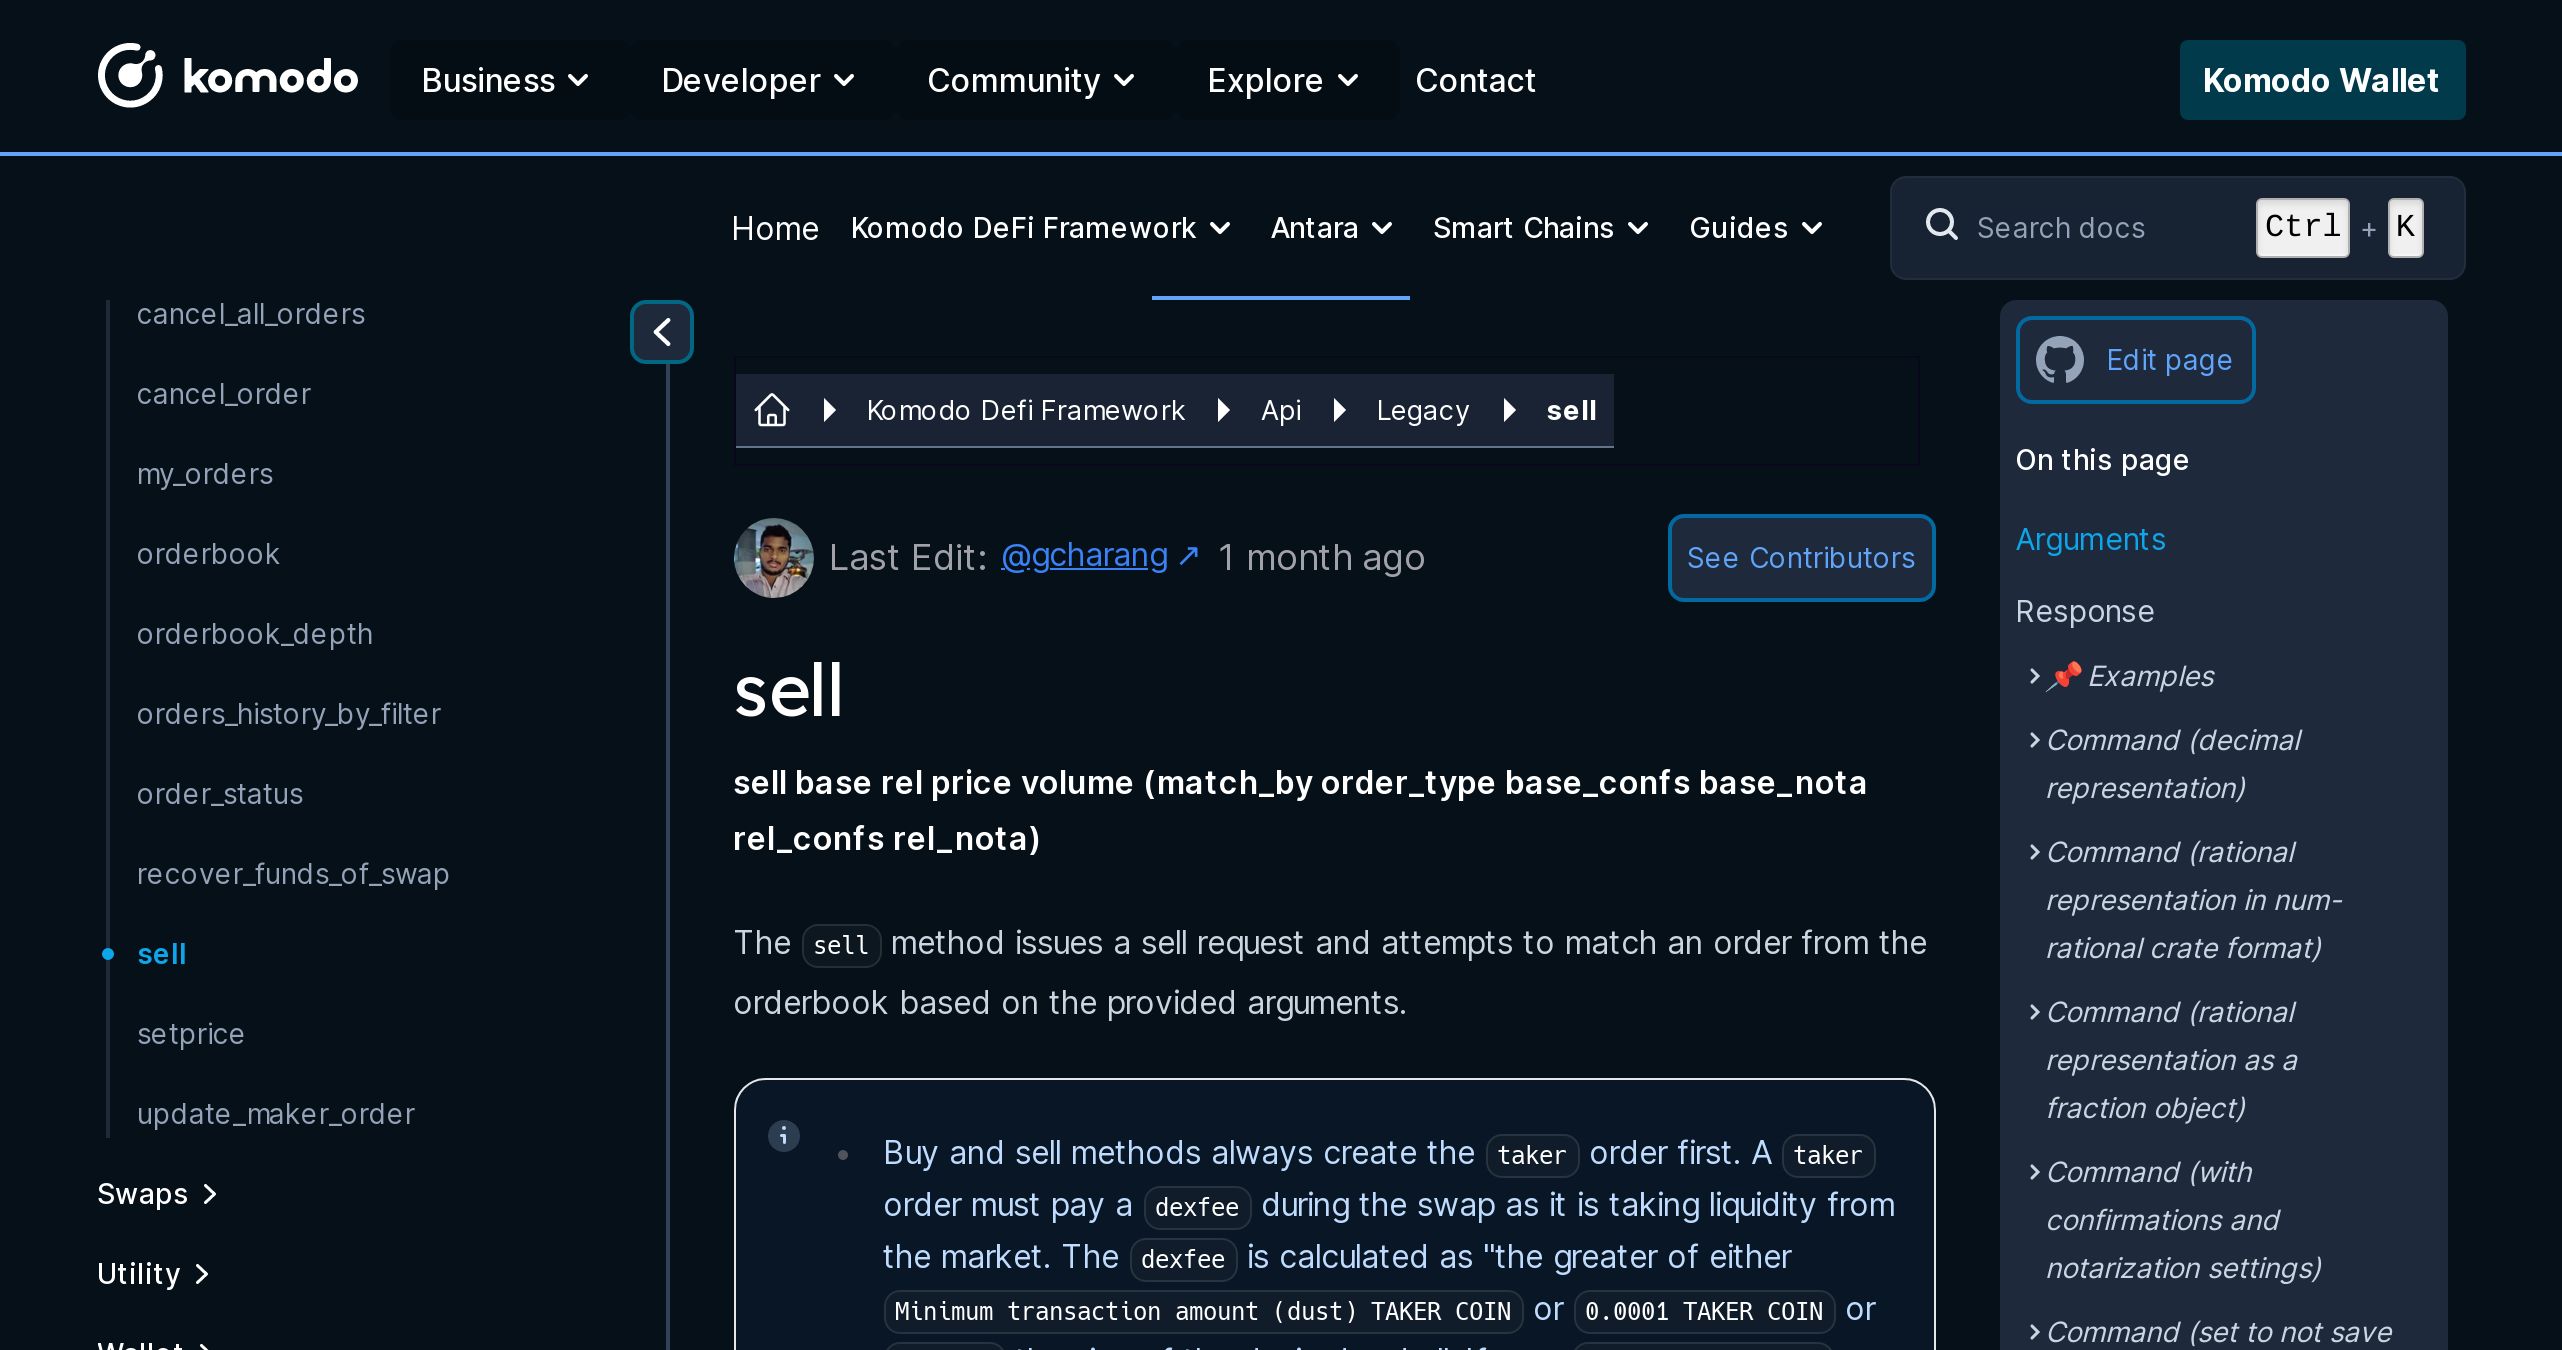 komodo
Business
Developer
Community
Explore
Contact
Komodo Wallet
Home
Komodo DeFi Framework
Antara
Smart Chains
Guides
Search docs
Ctrl + K
cancel_all_orders
cancel_order
my_orders
orderbook
orderbook_depth
orders_history_by_filter
order_status
recover_funds_of_swap
sell
setprice
update_maker_order
Swaps
Utility
Wallet
Komodo Defi Framework
Api
Legacy
sell
Last Edit: @gcharang ↗ 1 month ago
See Contributors
sell
sell base rel price volume (match_by order_type base_confs base_nota
rel_confs rel_nota)
The sell method issues a sell request and attempts to match an order from the
orderbook based on the provided arguments.
Buy and sell methods always create the taker order first. A taker
order must pay a dexfee during the swap as it is taking liquidity from
the market. The dexfee is calculated as "the greater of either
Minimum transaction amount (dust) TAKER COIN or 0.0001 TAKER COIN or
Edit page
On this page
Arguments
Response
📌 Examples
Command (decimal
representation)
Command (rational
representation in num-
rational crate format)
Command (rational
representation as a
fraction object)
Command (with
confirmations and
notarization settings)
Command (set to not save